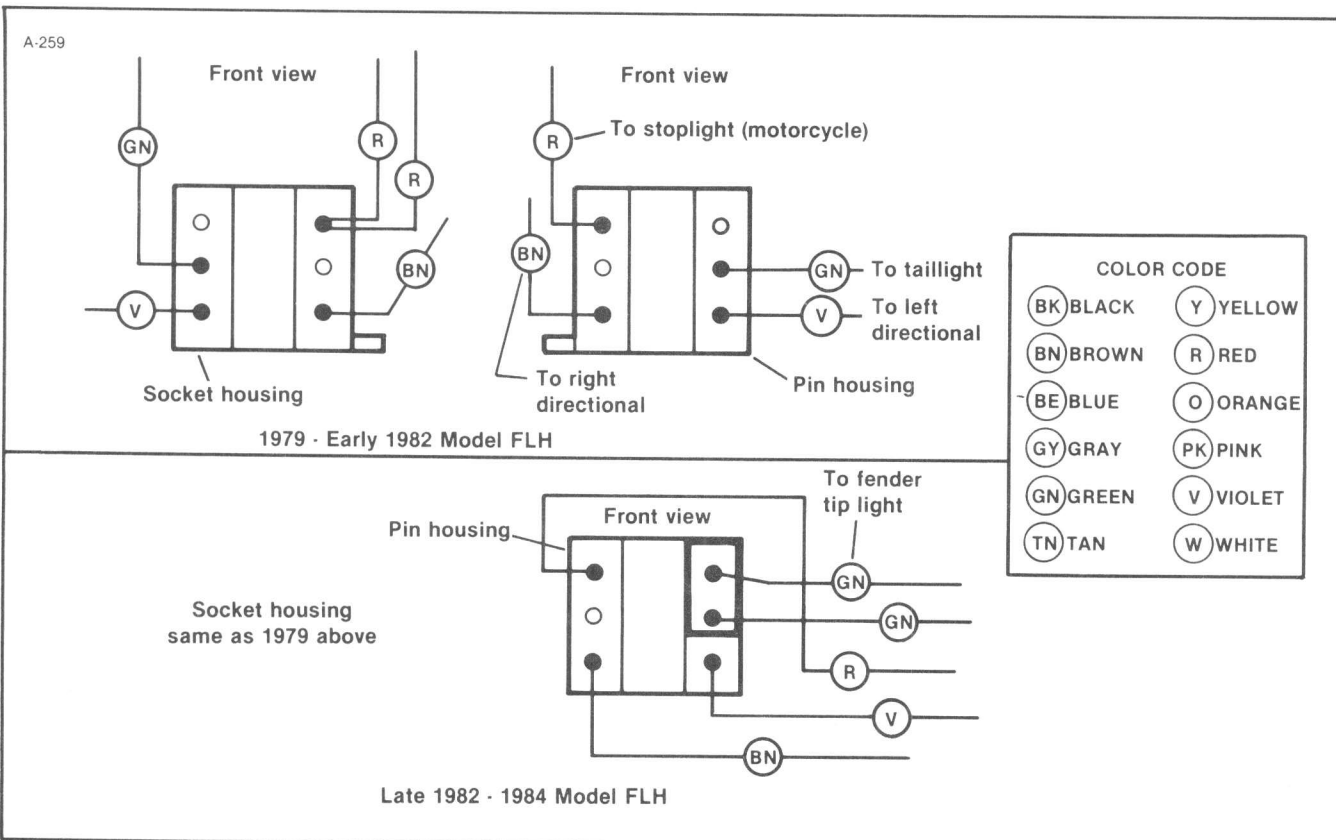 A-259
Front view
GN
R
R
BN
V
Socket housing
Front view
R
To stoplight (motorcycle)
BN
GN
To taillight
V
To left
directional
To right
directional
Pin housing
1979 - Early 1982 Model FLH
COLOR CODE
BK BLACK
Y YELLOW
BN BROWN
R RED
BE BLUE
O ORANGE
GY GRAY
PK PINK
GN GREEN
V VIOLET
TN TAN
W WHITE
To fender
tip light
Pin housing
Front view
GN
GN
R
V
BN
Socket housing
same as 1979 above
Late 1982 - 1984 Model FLH